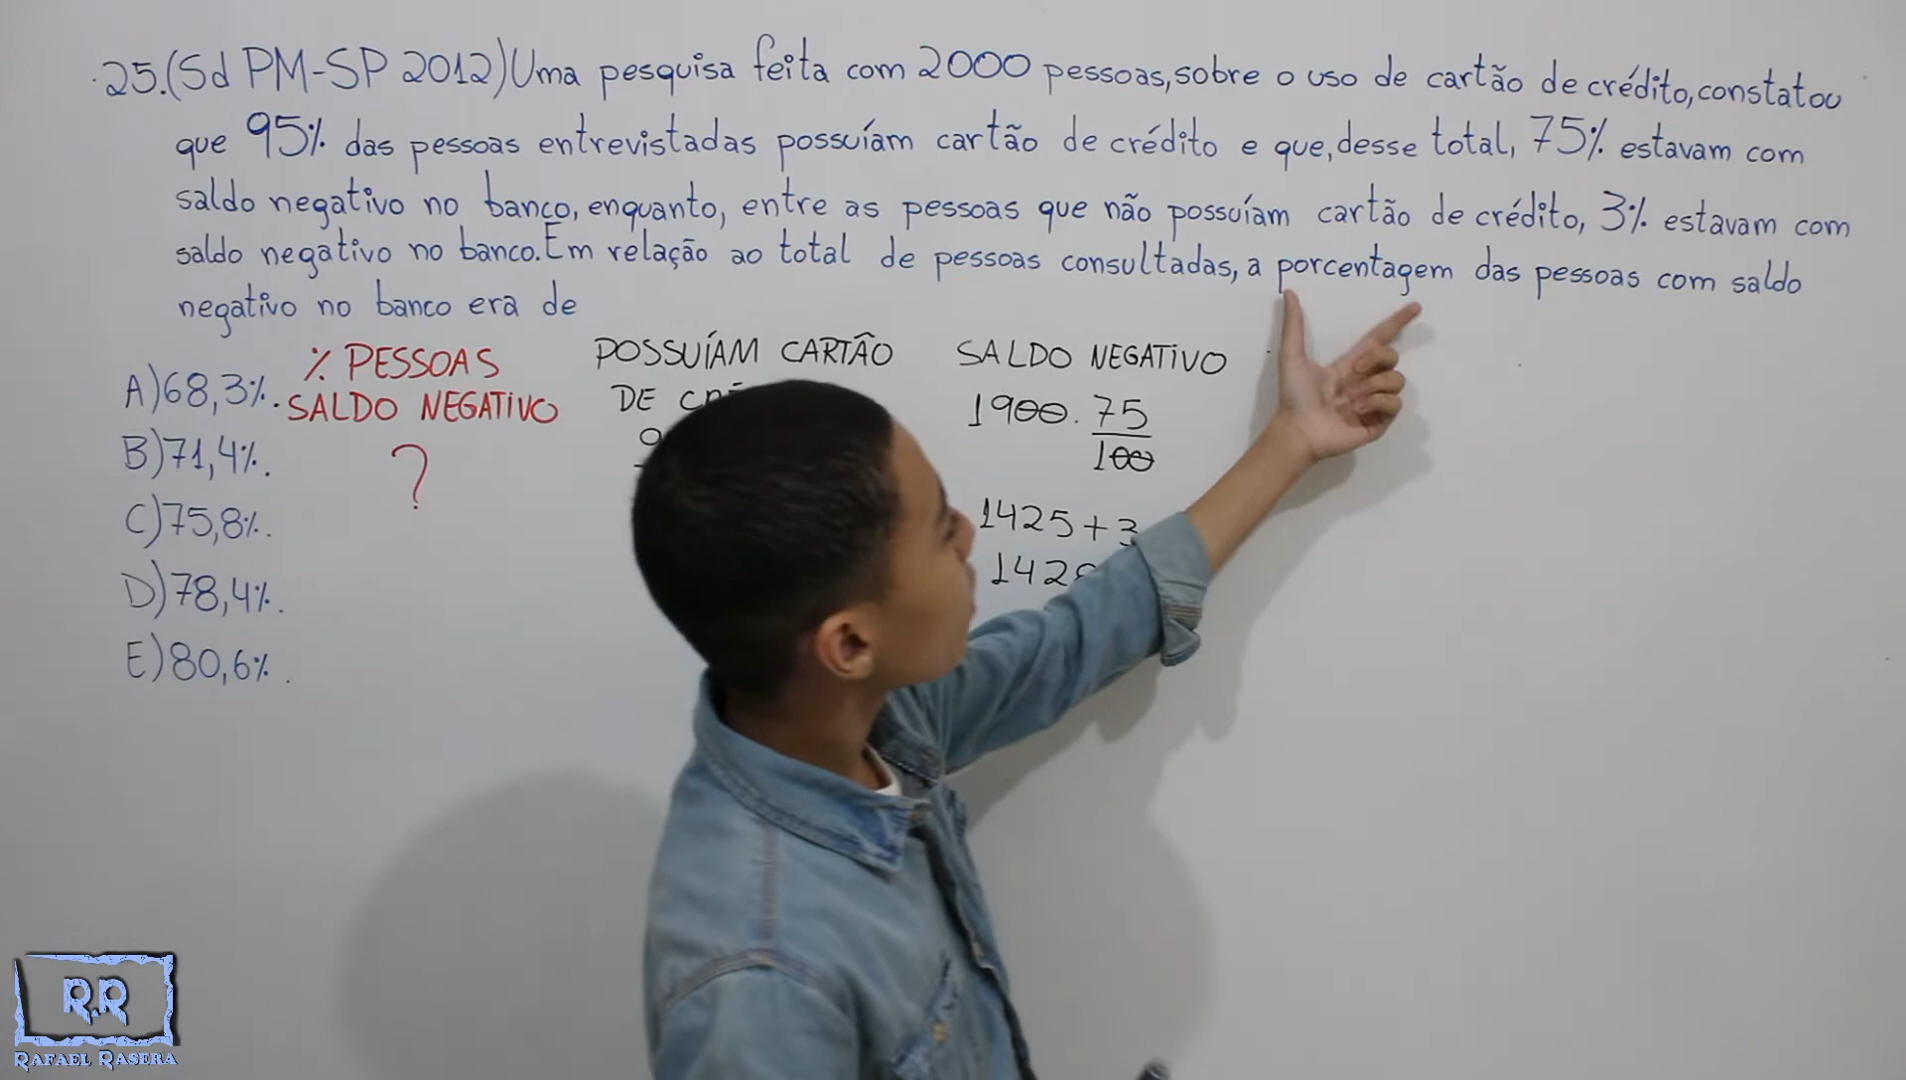 25.(Sd PM-SP 2012) Uma pesquisa feita com 2000 pessoas, sobre o uso de cartão de crédito, constatou
que 95% das pessoas entrevistadas possuíam cartão de crédito e que, desse total, 75% estavam com
saldo negativo no banco, enquanto, entre as pessoas que não possuíam cartão de crédito, 3% estavam com
saldo negativo no banco. Em relação ao total de pessoas consultadas, a porcentagem das pessoas com saldo
negativo no banco era de
A) 68,3%.
B) 71,4%.
C) 75,8%.
D) 78,4%.
E) 80,6%.
% PESSOAS
SALDO NEGATIVO
?
POSSUÍAM CARTÃO
DE
SALDO NEGATIVO
1900 . 75
100
1425 + 3
142
R.R
RAFAEL RASERA